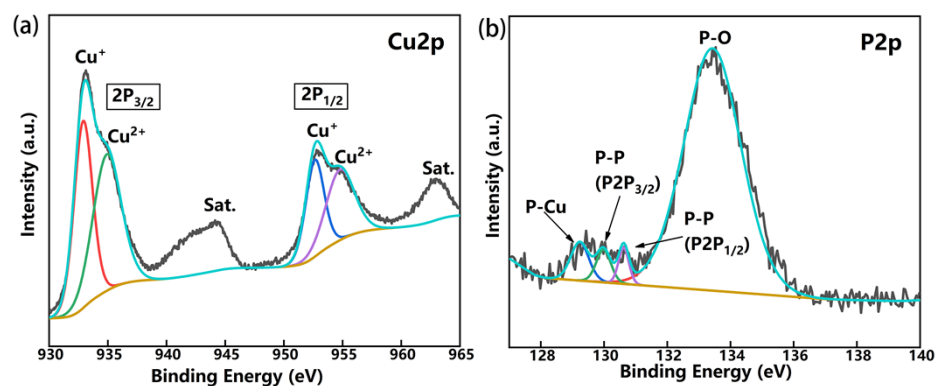 (a)
Cu2p
Cu⁺
2P₃/₂
Cu²⁺
Sat.
2P₁/₂
Cu⁺
Cu²⁺
Sat.
Intensity (a.u.)
930 935 940 945 950 955 960 965
Binding Energy (eV)
(b)
P2p
P-O
P-P
(P2P₃/₂)
P-Cu
P-P
(P2P₁/₂)
Intensity (a.u.)
128 130 132 134 136 138 140
Binding Energy (eV)